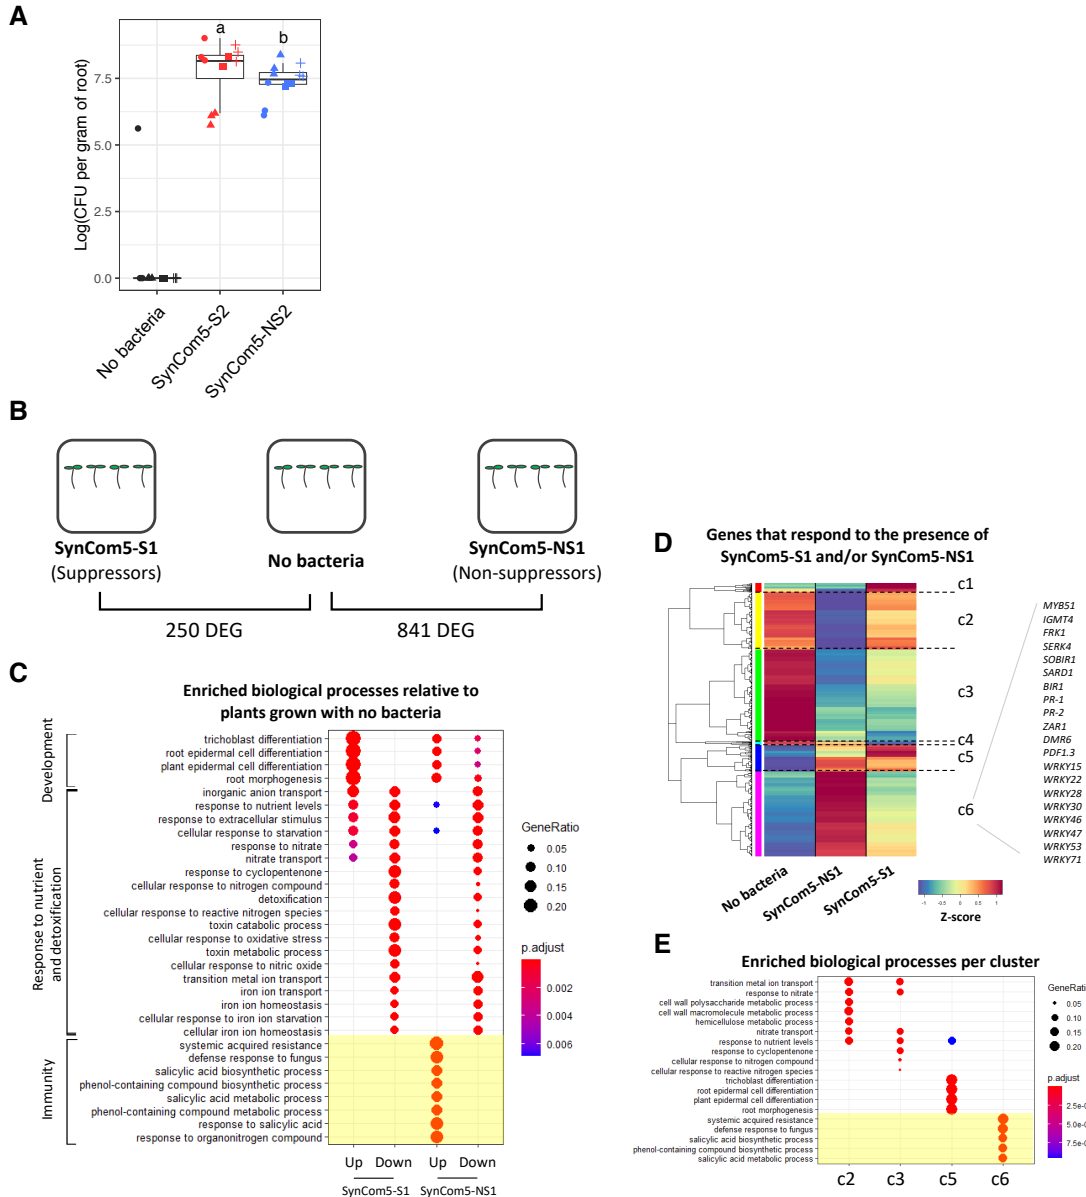 A
a
b
Log(CFU per gram of root)
7.5
5.0
2.5
0.0
No bacteria
SynCom5-S2
SynCom5-NS2
B
SynCom5-S1
(Suppressors)
No bacteria
SynCom5-NS1
(Non-suppressors)
250 DEG
841 DEG
C
Enriched biological processes relative to
plants grown with no bacteria
Development
trichoblast differentiation
root epidermal cell differentiation
plant epidermal cell differentiation
root morphogenesis
Response to nutrient
and detoxification
inorganic anion transport
response to nutrient levels
response to extracellular stimulus
cellular response to starvation
response to nitrate
nitrate transport
response to cyclopentenone
cellular response to nitrogen compound
detoxification
cellular response to reactive nitrogen species
toxin catabolic process
cellular response to oxidative stress
toxin metabolic process
cellular response to nitric oxide
transition metal ion transport
iron ion transport
iron ion homeostasis
cellular response to iron ion starvation
cellular iron ion homeostasis
Immunity
systemic acquired resistance
defense response to fungus
salicylic acid biosynthetic process
phenol-containing compound biosynthetic process
salicylic acid metabolic process
phenol-containing compound metabolic process
response to salicylic acid
response to organonitrogen compound
Up Down Up Down
SynCom5-S1 SynCom5-NS1
GeneRatio
0.05
0.10
0.15
0.20
p.adjust
0.002
0.004
0.006
D
Genes that respond to the presence of
SynCom5-S1 and/or SynCom5-NS1
c1
c2
c3
c4
c5
c6
MYB51
IGMT4
FRK1
SERK4
SOBIR1
SARD1
BIR1
PR-1
PR-2
ZAR1
DMR6
PDF1.3
WRKY15
WRKY22
WRKY28
WRKY30
WRKY46
WRKY47
WRKY53
WRKY71
No bacteria
SynCom5-NS1
SynCom5-S1
-1 -0.5 0 0.5 1
Z-score
E
Enriched biological processes per cluster
transition metal ion transport
response to nitrate
cell wall polysaccharide metabolic process
cell wall macromolecule metabolic process
hemicellulose metabolic process
nitrate transport
response to nutrient levels
response to cyclopentenone
cellular response to nitrogen compound
cellular response to reactive nitrogen species
trichoblast differentiation
root epidermal cell differentiation
plant epidermal cell differentiation
root morphogenesis
systemic acquired resistance
defense response to fungus
salicylic acid biosynthetic process
phenol-containing compound biosynthetic process
salicylic acid metabolic process
c2 c3 c5 c6
GeneRatio
0.05
0.10
0.15
0.20
p.adjust
2.5e-0
5.0e-0
7.5e-0